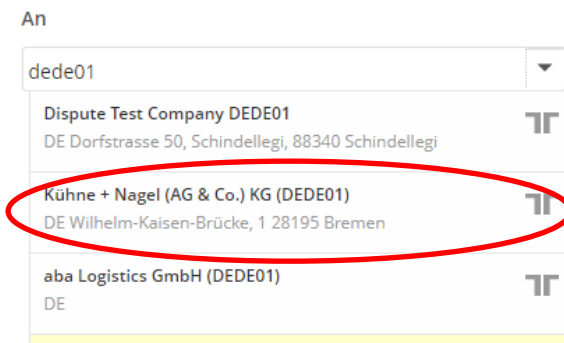 An
dede01
Dispute Test Company DEDE01
DE Dorfstrasse 50, Schindellegi, 88340 Schindellegi
Kühne + Nagel (AG & Co.) KG (DEDE01)
DE Wilhelm-Kaisen-Brücke, 1 28195 Bremen
aba Logistics GmbH (DEDE01)
DE